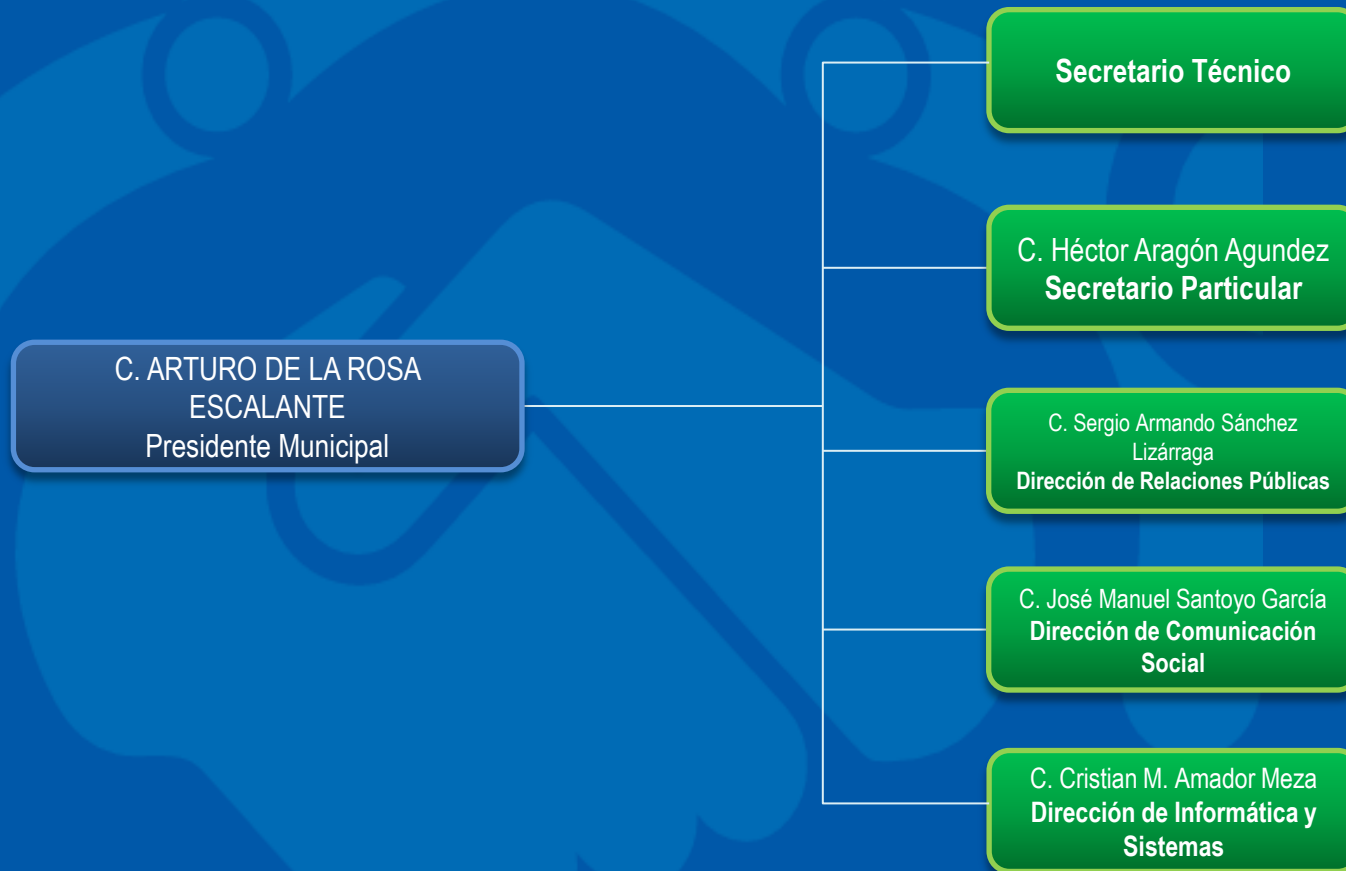 Secretario Técnico
C. Héctor Aragón Agundez
Secretario Particular
C. ARTURO DE LA ROSA
ESCALANTE
Presidente Municipal
C. Sergio Armando Sánchez
Lizárraga
Dirección de Relaciones Públicas
C. José Manuel Santoyo García
Dirección de Comunicación
Social
C. Cristian M. Amador Meza
Dirección de Informática y
Sistemas